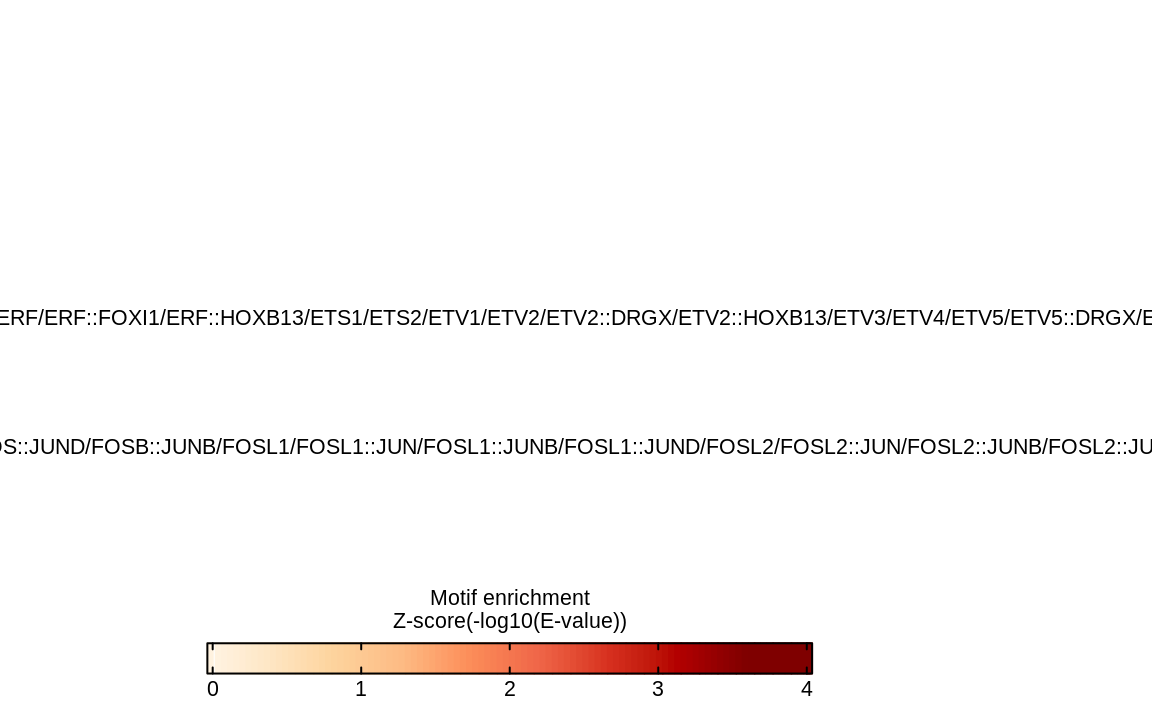 ERF/ERF::FOXI1/ERF::HOXB13/ETS1/ETS2/ETV1/ETV2/ETV2::DRGX/ETV2::HOXB13/ETV3/ETV4/ETV5/ETV5::DRGX/E
S::JUND/FOSB::JUNB/FOSL1/FOSL1::JUN/FOSL1::JUNB/FOSL1::JUND/FOSL2/FOSL2::JUN/FOSL2::JUNB/FOSL2::JU
Motif enrichment
Z-score(-log10(E-value))
0 1 2 3 4